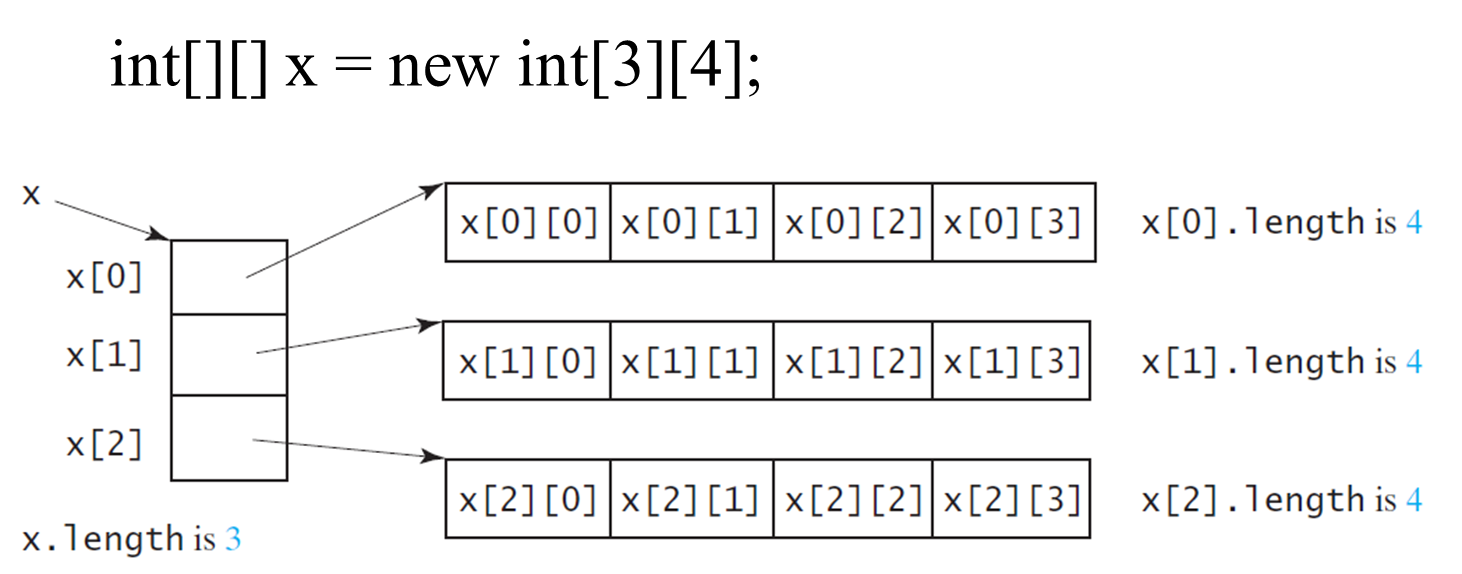 int[][] x = new int[3][4];
x
x[0][0] x[0][1] x[0][2] x[0][3] x[0].length is 4
x[0]
x[1] x[1][0] x[1][1] x[1][2] x[1][3] x[1].length is 4
x[2]
x[2][0] x[2][1] x[2][2] x[2][3] x[2].length is 4
x.length is 3